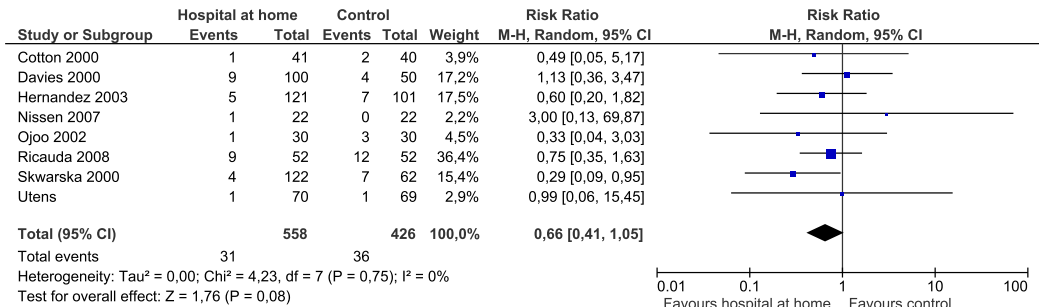 Hospital at home Control Risk Ratio Risk Ratio
Study or Subgroup Events Total Events Total Weight M-H, Random, 95% CI M-H, Random, 95% CI
Cotton 2000 1 41 2 40 3,9% 0,49 [0,05, 5,17]
Davies 2000 9 100 4 50 17,2% 1,13 [0,36, 3,47]
Hernandez 2003 5 121 7 101 17,5% 0,60 [0,20, 1,82]
Nissen 2007 1 22 0 22 2,2% 3,00 [0,13, 69,87]
Ojoo 2002 1 30 3 30 4,5% 0,33 [0,04, 3,03]
Ricauda 2008 9 52 12 52 36,4% 0,75 [0,35, 1,63]
Skwarska 2000 4 122 7 62 15,4% 0,29 [0,09, 0,95]
Utens 1 70 1 69 2,9% 0,99 [0,06, 15,45]
Total (95% CI) 558 426 100,0% 0,66 [0,41, 1,05]
Total events 31 36
Heterogeneity: Tau² = 0,00; Chi² = 4,23, df = 7 (P = 0,75); I² = 0%
Test for overall effect: Z = 1,76 (P = 0,08)
0.01 0.1 1 10 100
Favours hospital at home Favours control